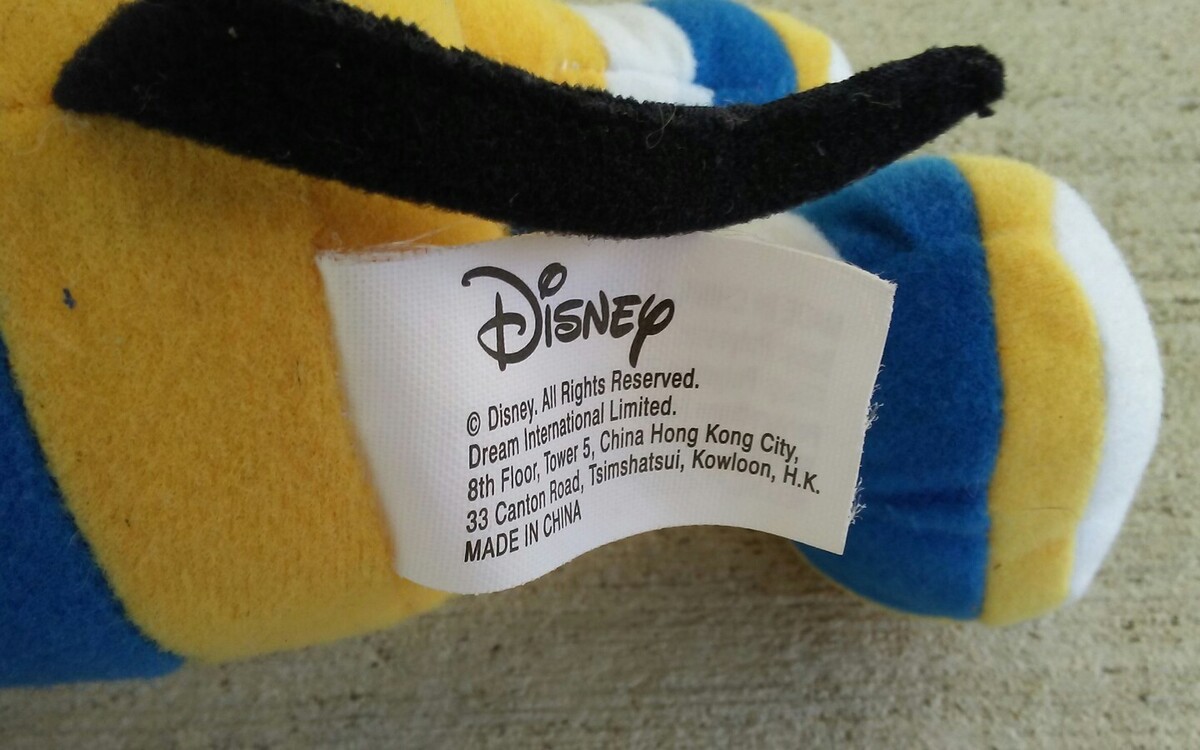 Disney
© Disney. All Rights Reserved.
Dream International Limited.
8th Floor, Tower 5, China Hong Kong City,
33 Canton Road, Tsimshatsui, Kowloon, H.K.
MADE IN CHINA